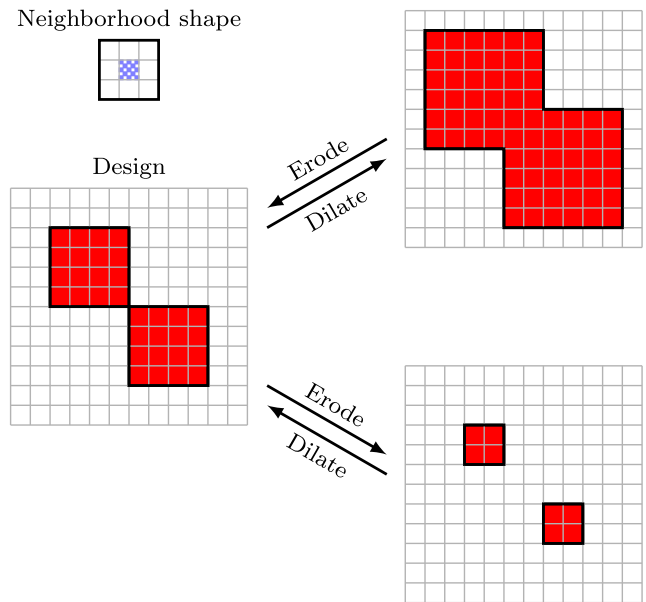 Neighborhood shape
Design
Erode
Dilate
Erode
Dilate